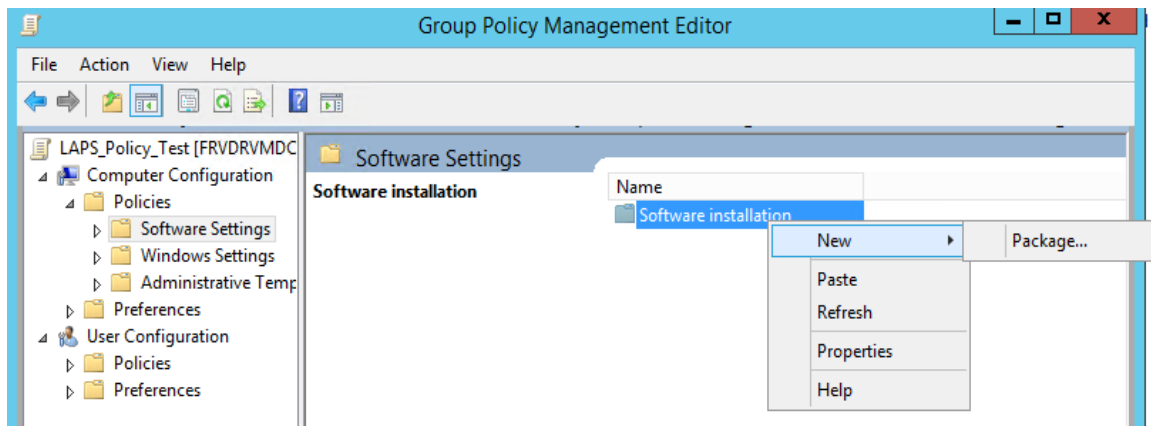 Group Policy Management Editor
File Action View Help
LAPS_Policy_Test [FRVDRVMDC
Computer Configuration
Policies
Software Settings
Windows Settings
Administrative Temp
Preferences
User Configuration
Policies
Preferences
Software Settings
Software installation
Name
Software installation
New
Package...
Paste
Refresh
Properties
Help